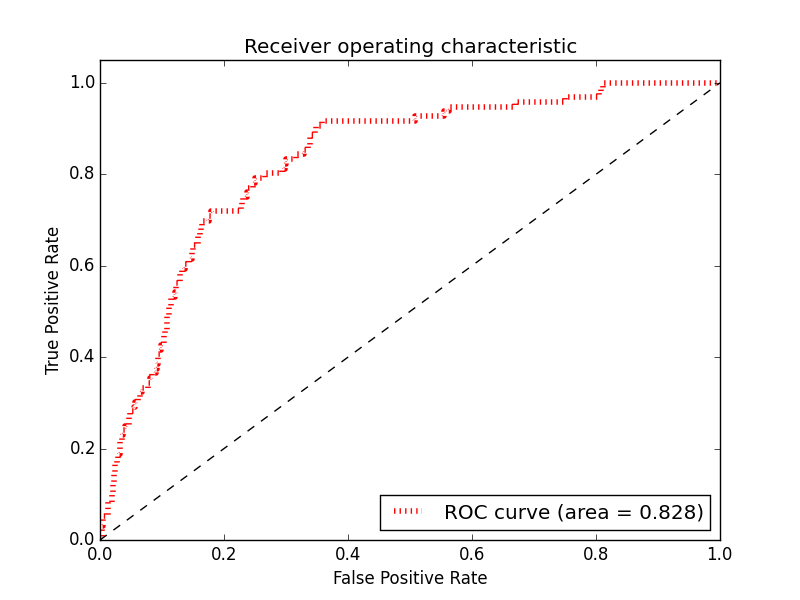 Receiver operating characteristic
1.0
0.8
0.6
0.4
0.2
0.0
True Positive Rate
ROC curve (area = 0.828)
0.0 0.2 0.4 0.6 0.8 1.0
False Positive Rate